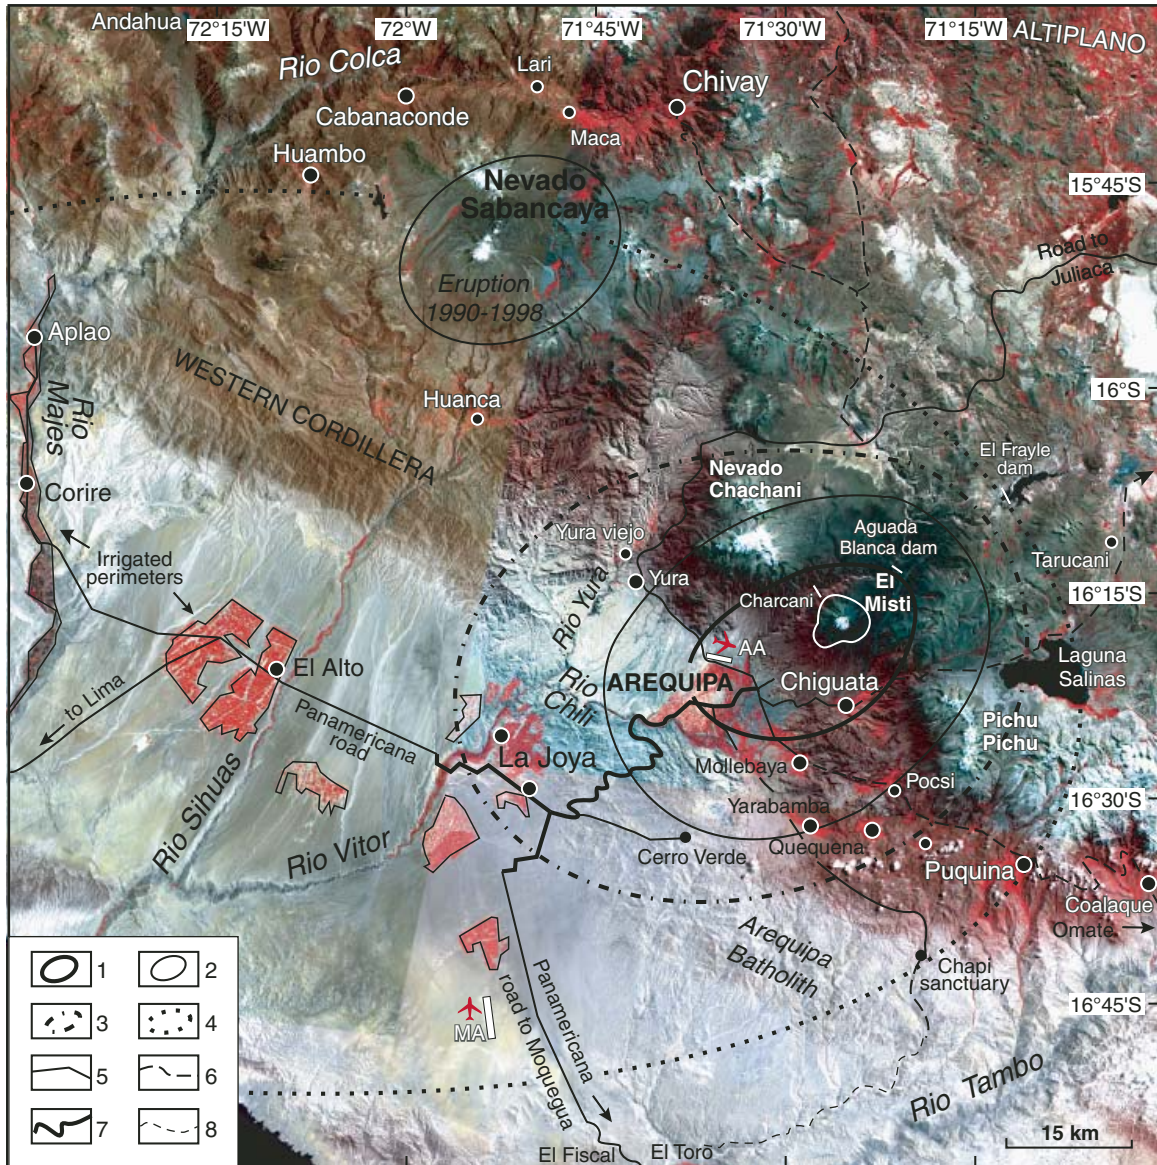 Andahua
72°15'W
72°W
71°45'W
71°30'W
71°15'W
ALTIPLANO
Rio Colca
Lari
Chivay
Cabanaconde
Maca
Huambo
Nevado
Sabancaya
15°45'S
Road to
Juliaca
Eruption
1990-1998
Aplao
WESTERN CORDILLERA
16°S
Huanca
Rio
Majes
El Frayle
dam
Nevado
Chachani
Corire
Yura viejo
Aguada
Blanca dam
Tarucani
Irrigated
perimeters
Yura
El
Misti
16°15'S
Charcani
Rio Yura
AA
Laguna
Salinas
El Alto
AREQUIPA
Chiguata
to Lima
Rio
Chili
Panamericana
road
Pichu
Pichu
La Joya
Mollebaya
Pocsi
16°30'S
Yarabamba
Rio Sihuas
Rio Vitor
Cerro Verde
Quequena
Puquina
Coalaque
Omate
Arequipa
Batholith
Chapi
sanctuary
Panamericana
road to Moquegua
16°45'S
MA
Rio Tambo
15 km
El Fiscal
El Toro
1
2
3
4
5
6
7
8